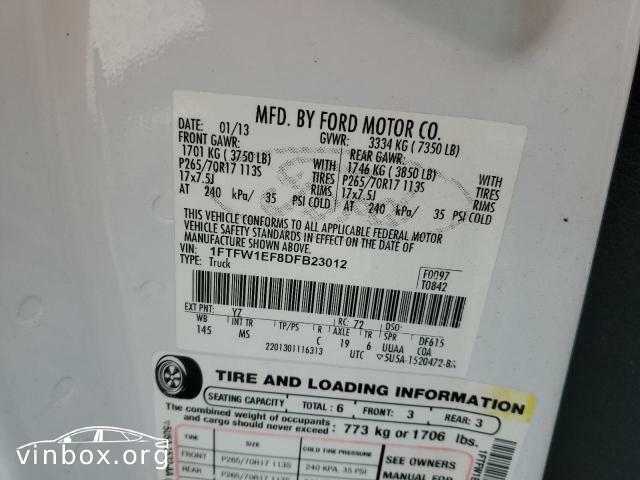 MFD. BY FORD MOTOR CO.
DATE: 01/13 GVWR: 3334 KG (7350 LB)
FRONT GAWR: REAR GAWR:
1701 KG (3750 LB) WITH 1746 KG (3850 LB) WITH
P265/70R17 113S TIRES P265/70R17 113S TIRES
17x7.5J RIMS 17x7.5J RIMS
AT 240 kPa/ 35 PSI COLD AT 240 kPa/ 35 PSI COLD
THIS VEHICLE CONFORMS TO ALL APPLICABLE FEDERAL MOTOR
VEHICLE SAFETY STANDARDS IN EFFECT ON THE DATE OF
MANUFACTURE SHOWN ABOVE.
VIN: 1FTFW1EF8DFB23012
TYPE: Truck
F0097
T0842
EXT PNT: YZ RC: 72 DSO:
WB INT TR TP/PS R AXLE TR SPR DF615
145 MS C 19 6 UUAA COA
2201301116313 UTC
TIRE AND LOADING INFORMATION
SEATING CAPACITY TOTAL: 6 FRONT: 3 REAR: 3
The combined weight of occupants
and cargo should never exceed: 773 kg or 1706 lbs.
TIRE SIZE COLD TIRE PRESSURE
FRONT P265/70R17 113S 240 KPA, 35 PSI
REAR
SEE OWNERS
MANUAL FOR
vinbox.org
vinbox.org